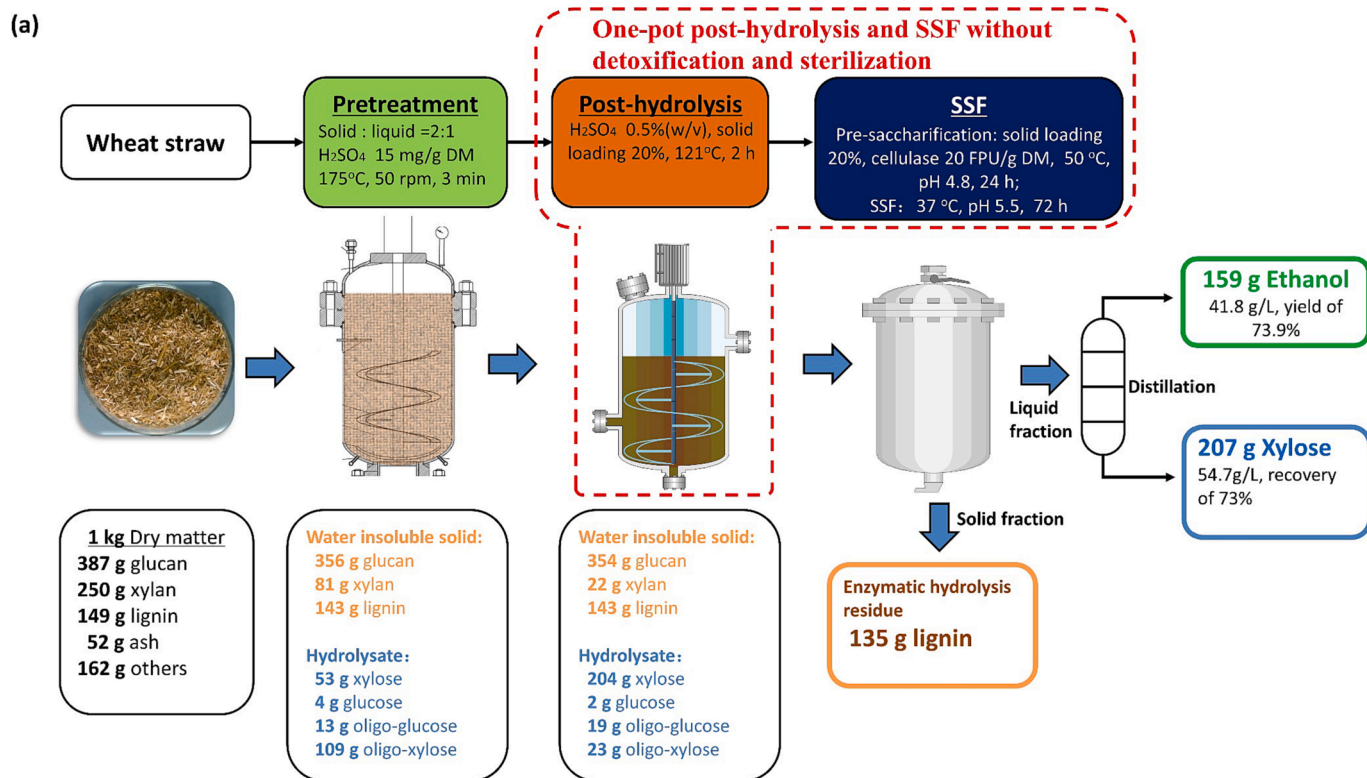 (a)
One-pot post-hydrolysis and SSF without
detoxification and sterilization
Wheat straw
Pretreatment
Solid : liquid =2:1
H₂SO₄ 15 mg/g DM
175°C, 50 rpm, 3 min
Post-hydrolysis
H₂SO₄ 0.5%(w/v), solid
loading 20%, 121°C, 2 h
SSF
Pre-saccharification: solid loading
20%, cellulase 20 FPU/g DM, 50 °C,
pH 4.8, 24 h;
SSF： 37 °C, pH 5.5, 72 h
159 g Ethanol
41.8 g/L, yield of
73.9%
Distillation
Liquid
fraction
207 g Xylose
54.7g/L, recovery
of 73%
Solid fraction
1 kg Dry matter
387 g glucan
250 g xylan
149 g lignin
52 g ash
162 g others
Water insoluble solid:
356 g glucan
81 g xylan
143 g lignin
Hydrolysate：
53 g xylose
4 g glucose
13 g oligo-glucose
109 g oligo-xylose
Water insoluble solid:
354 g glucan
22 g xylan
143 g lignin
Hydrolysate：
204 g xylose
2 g glucose
19 g oligo-glucose
23 g oligo-xylose
Enzymatic hydrolysis
residue
135 g lignin